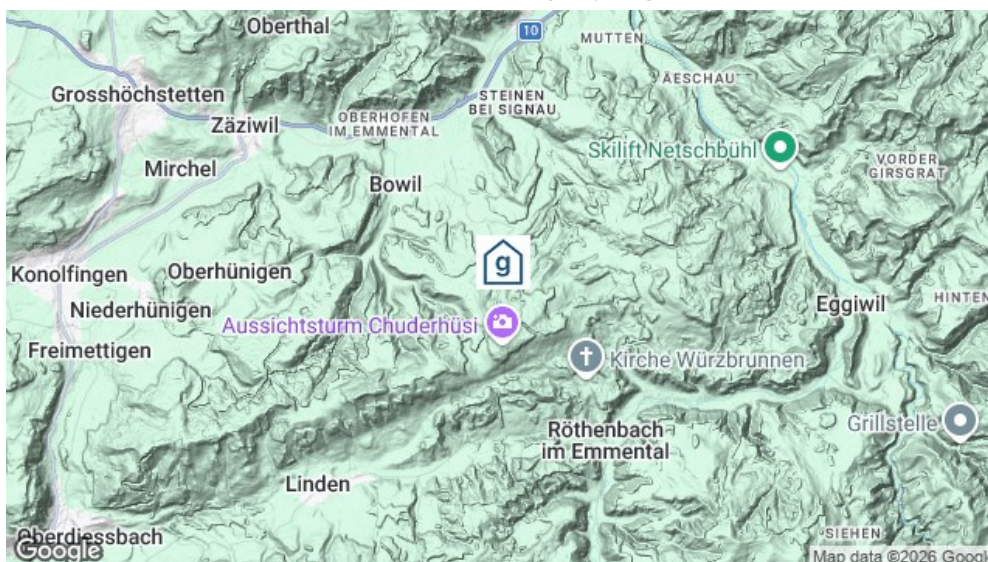 Oberthal
10
MUTTEN
Grosshöchstetten
AESCHAU
STEINEN
BEI SIGNAU
OBERHOFEN
IM EMMENTAL
Zäziwil
Skilift Netschbühl
VORDER
GIRSGRAT
Mirchel
Bowil
g
Konolfingen
Oberhünigen
Niederhünigen
Eggiwil
HINTEN
Aussichtsturm Chuderhüsi
Freimettigen
Kirche Würzbrunnen
Grillstelle
Röthenbach
im Emmental
Linden
Oberdiessbach
SIEHEN
Google
Map data ©2026 Google